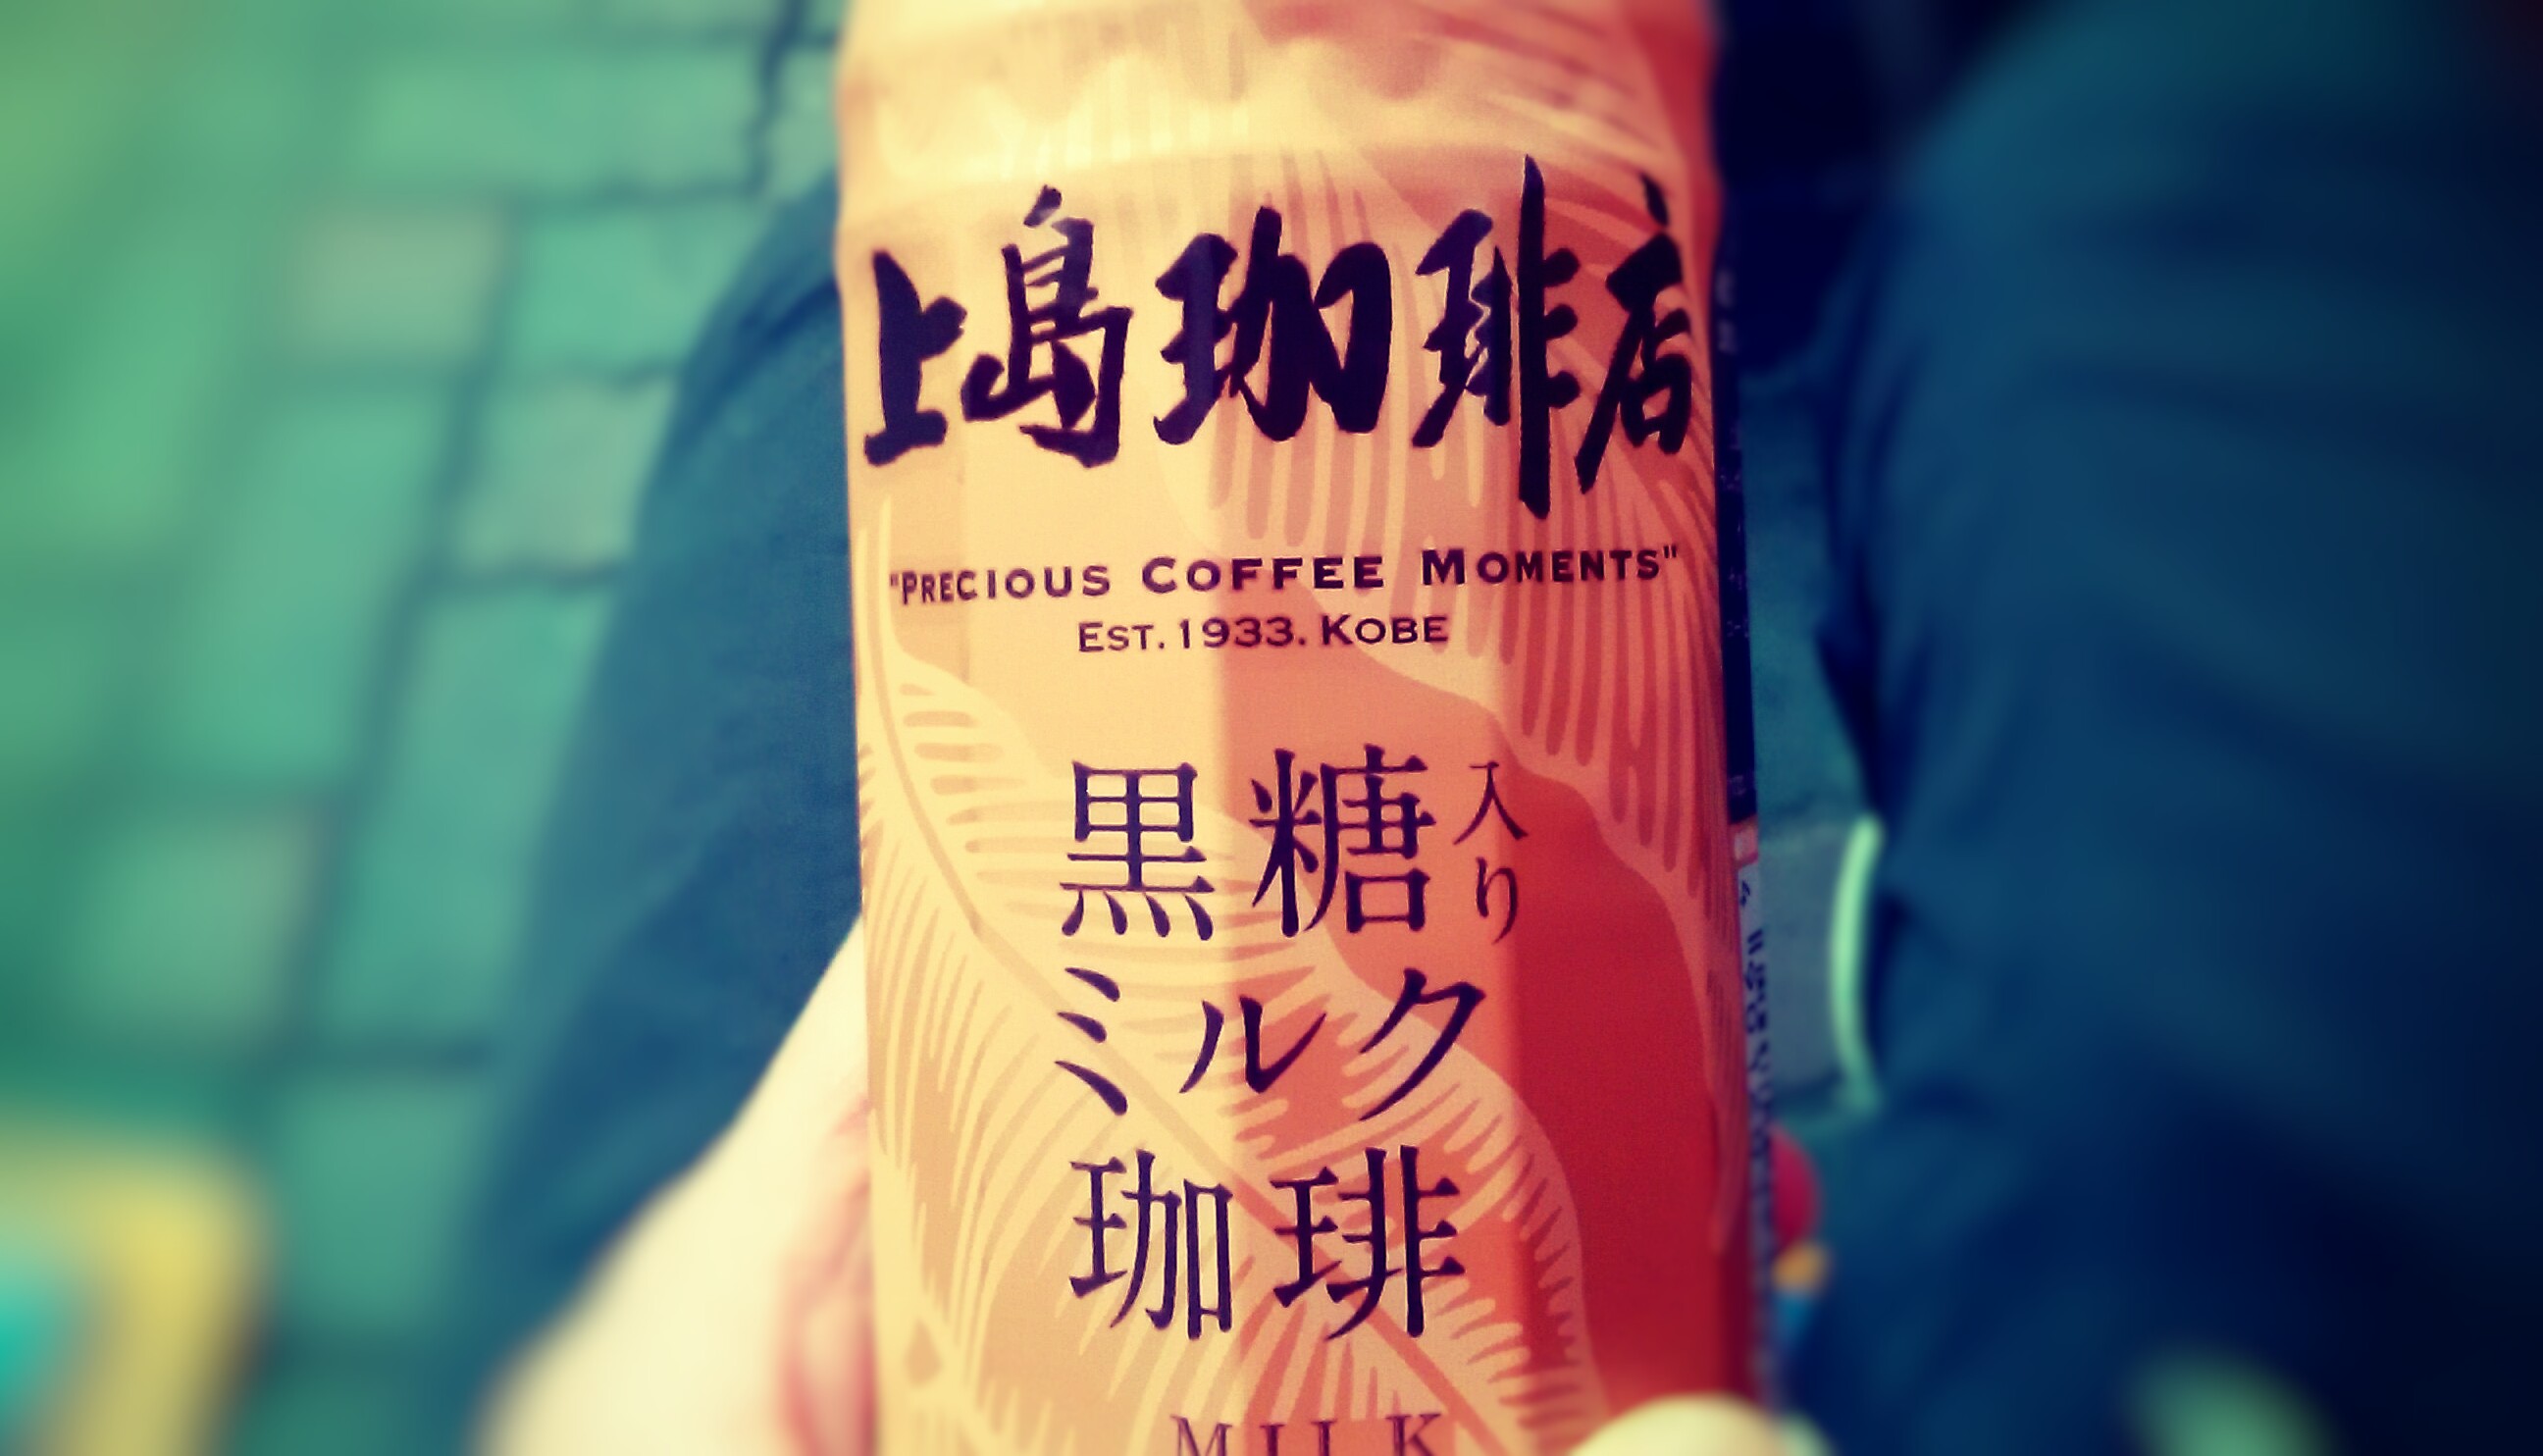 上島珈琲店
"PRECIOUS COFFEE MOMENTS"
EST. 1933. KOBE
黒糖入り
ミルク
珈琲
MILK